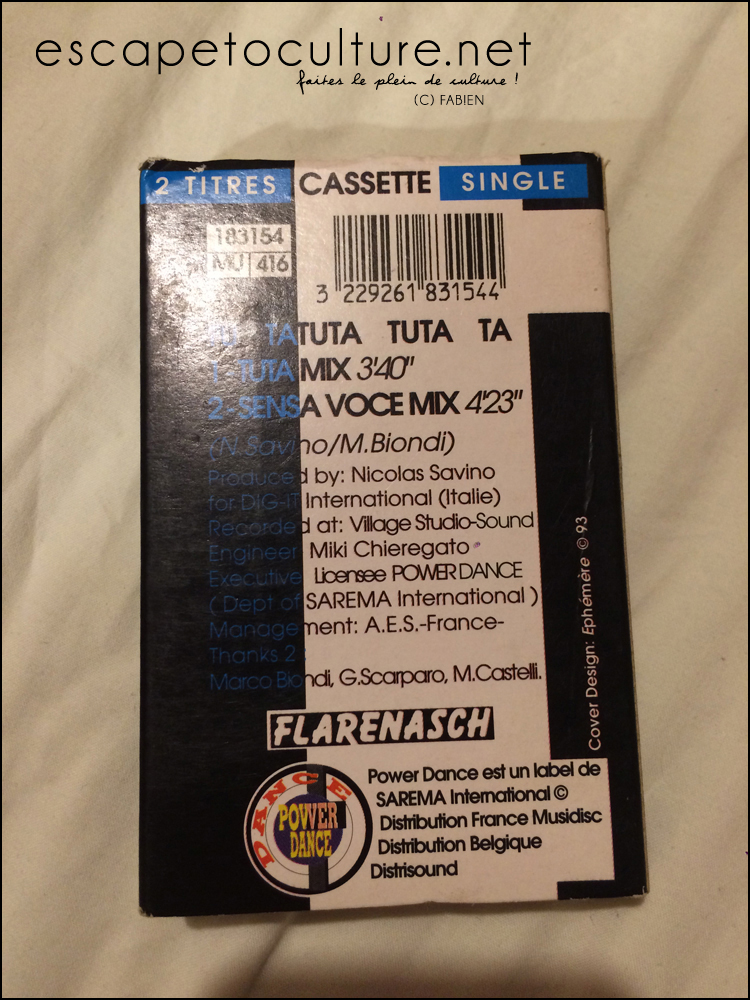 escapetoculture.net
faites le plein de culture !
(C) FABIEN
2 TITRES CASSETTE SINGLE
183154
MU 416
3 229261 831544
TATUTA TUTA TA
1-TUTA MIX 3'40"
2-SENSA VOCE MIX 4'23"
(N.Savino/M.Biondi)
Produced by: Nicolas Savino
for DIG-IT International (Italie)
Recorded at: Village Studio-Sound
Engineer: Miki Chieregato
Executive Licensee POWER DANCE
( Dept of SAREMA International )
Management: A.E.S.-France-
Thanks 2 :
Marco Biondi, G.Scarparo, M.Castelli.
Cover Design: Ephémère © 93
FLARENASCH
DANCE
POWER
DANCE
Power Dance est un label de
SAREMA International ©
Distribution France Musidisc
Distribution Belgique
Distrisound